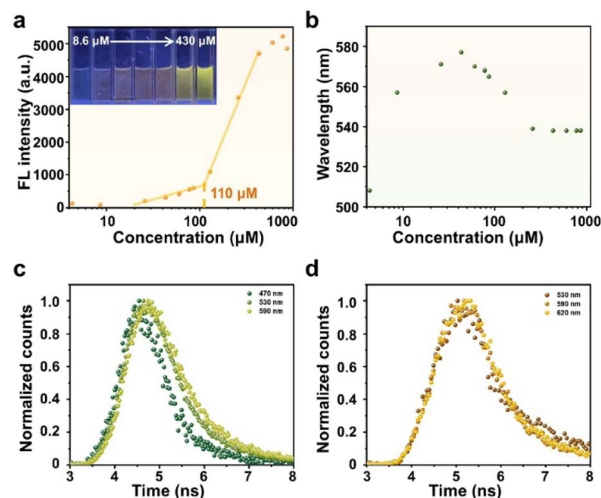 a
8.6 μM
430 μM
5000
4000
3000
2000
1000
0
110 μM
10
100
1000
FL intensity (a.u.)
Concentration (μM)
b
580
560
540
520
500
10
100
1000
Wavelength (nm)
Concentration (μM)
c
470 nm
530 nm
590 nm
1.0
0.8
0.6
0.4
0.2
0
3
4
5
6
7
8
Normalized counts
Time (ns)
d
530 nm
590 nm
620 nm
1.0
0.8
0.6
0.4
0.2
0
3
4
5
6
7
8
Normalized counts
Time (ns)